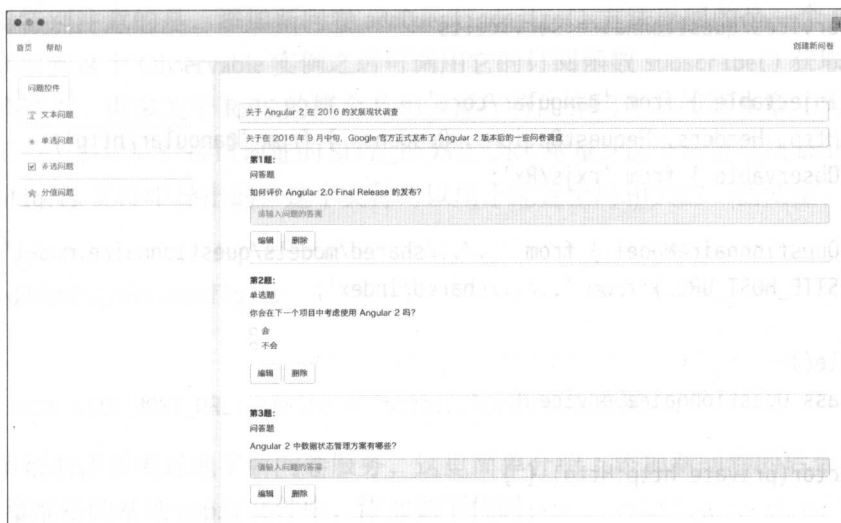 首页 帮助
创建新问卷
问题控件
文本问题
单选问题
多选问题
分值问题
关于 Angular 2 在 2016 的发展现状调查
关于在 2016 年 9 月中旬，Google 官方正式发布了 Angular 2 版本后的一些问卷调查
第1题：
问答题
如何评价 Angular 2.0 Final Release 的发布？
请输入问题的答案
编辑 删除
第2题：
单选题
你会在下一个项目中考虑使用 Angular 2 吗？
会
不会
编辑 删除
第3题：
问答题
Angular 2 中数据状态管理方案有哪些？
请输入问题的答案
编辑 删除